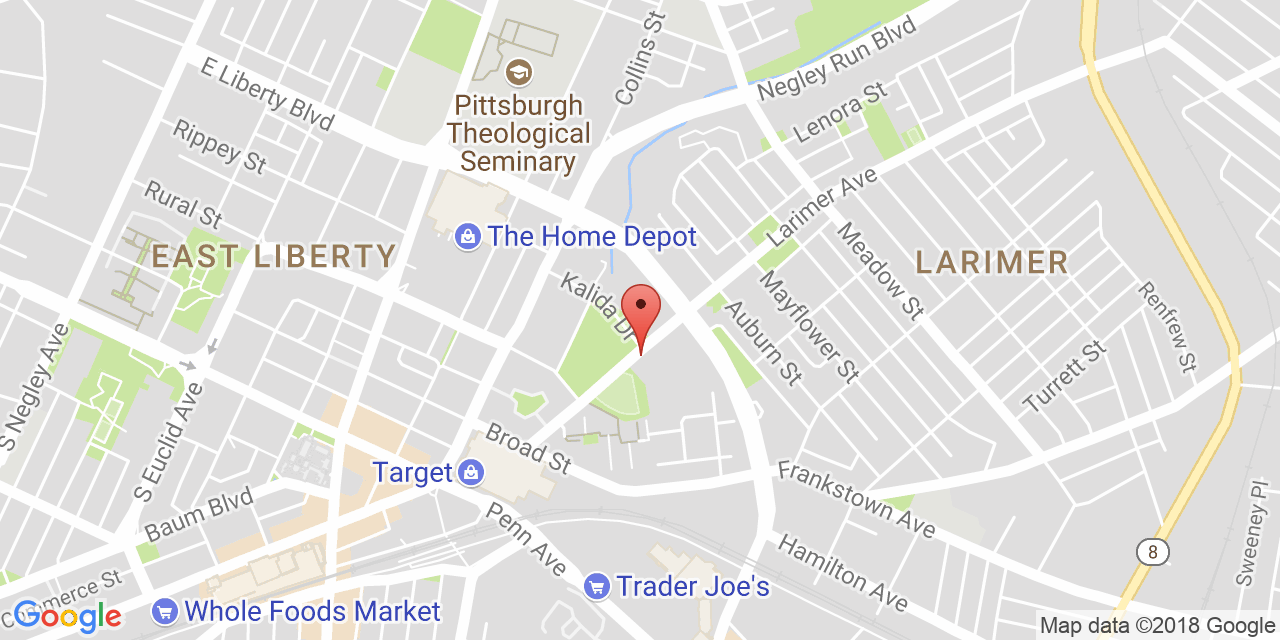 Collins St
Negley Run Blvd
E Liberty Blvd
Pittsburgh
Theological
Seminary
Lenora St
Rippey St
Larimer Ave
Rural St
The Home Depot
Meadow St
EAST LIBERTY
LARIMER
Kalida Dr
Mayflower St
Auburn St
Renfrew St
S Negley Ave
S Euclid Ave
Turrett St
Broad St
Target
Frankstown Ave
Baum Blvd
Penn Ave
Sweeney Pl
Hamilton Ave
8
Commerce St
Trader Joe's
Whole Foods Market
Google
Map data ©2018 Google